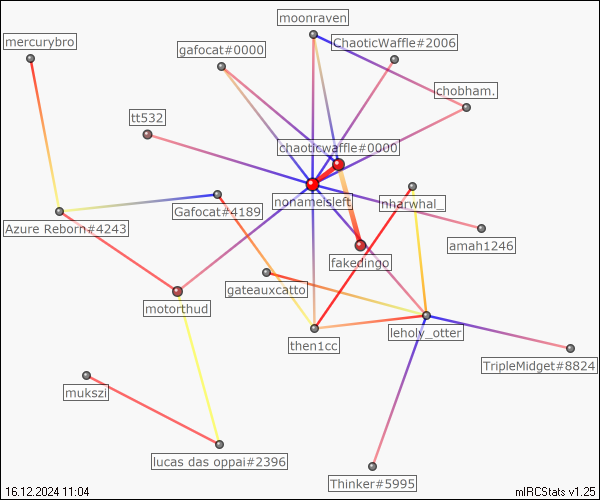 moonraven
mercurybro
gafocat#0000
ChaoticWaffle#2006
chobham.
tt532
chaoticwaffle#0000
nonameisleft
nharwhal_
Gafocat#4189
Azure Reborn#4243
amah1246
fakedingo
gateauxcatto
motorthud
leholy_otter
then1cc
TripleMidget#8824
mukszi
lucas das oppai#2396
Thinker#5995
16.12.2024 11:04
mIRCStats v1.25